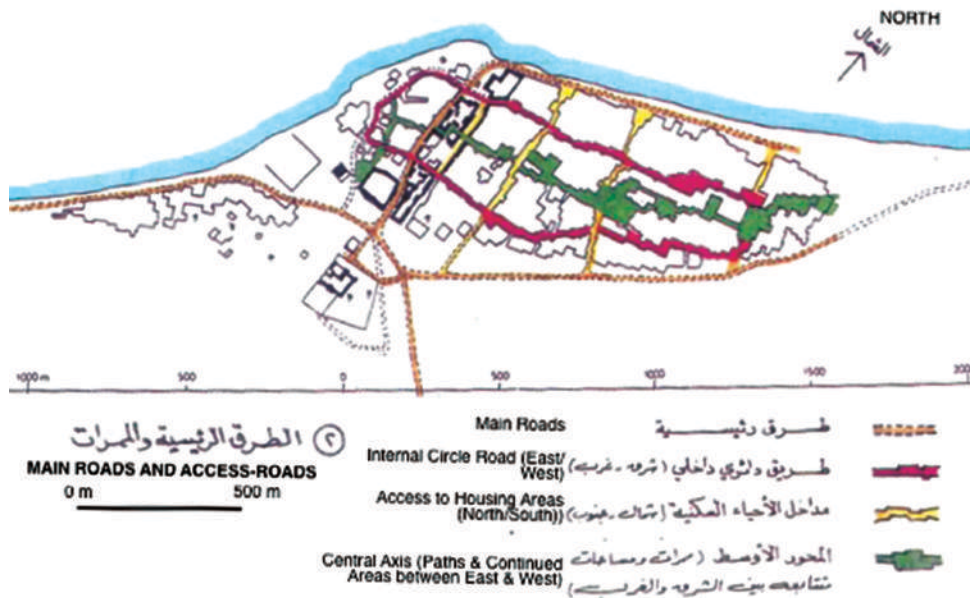 NORTH
الشمال
1000 m 500 0 500 1000 1500 200
٢ الطرق الرئيسية والممرات
MAIN ROADS AND ACCESS-ROADS
0 m 500 m
Main Roads طرق رئيسية
Internal Circle Road (East/
West) طريق دائري داخلي (شرق ـ غرب)
Access to Housing Areas
(North/South)) مداخل الأحياء السكنية (شمال ـ جنوب)
Central Axis (Paths & Continued المحور الأوسط (ممرات ومساحات
Areas between East & West) متتابعة بين الشرق والغرب)